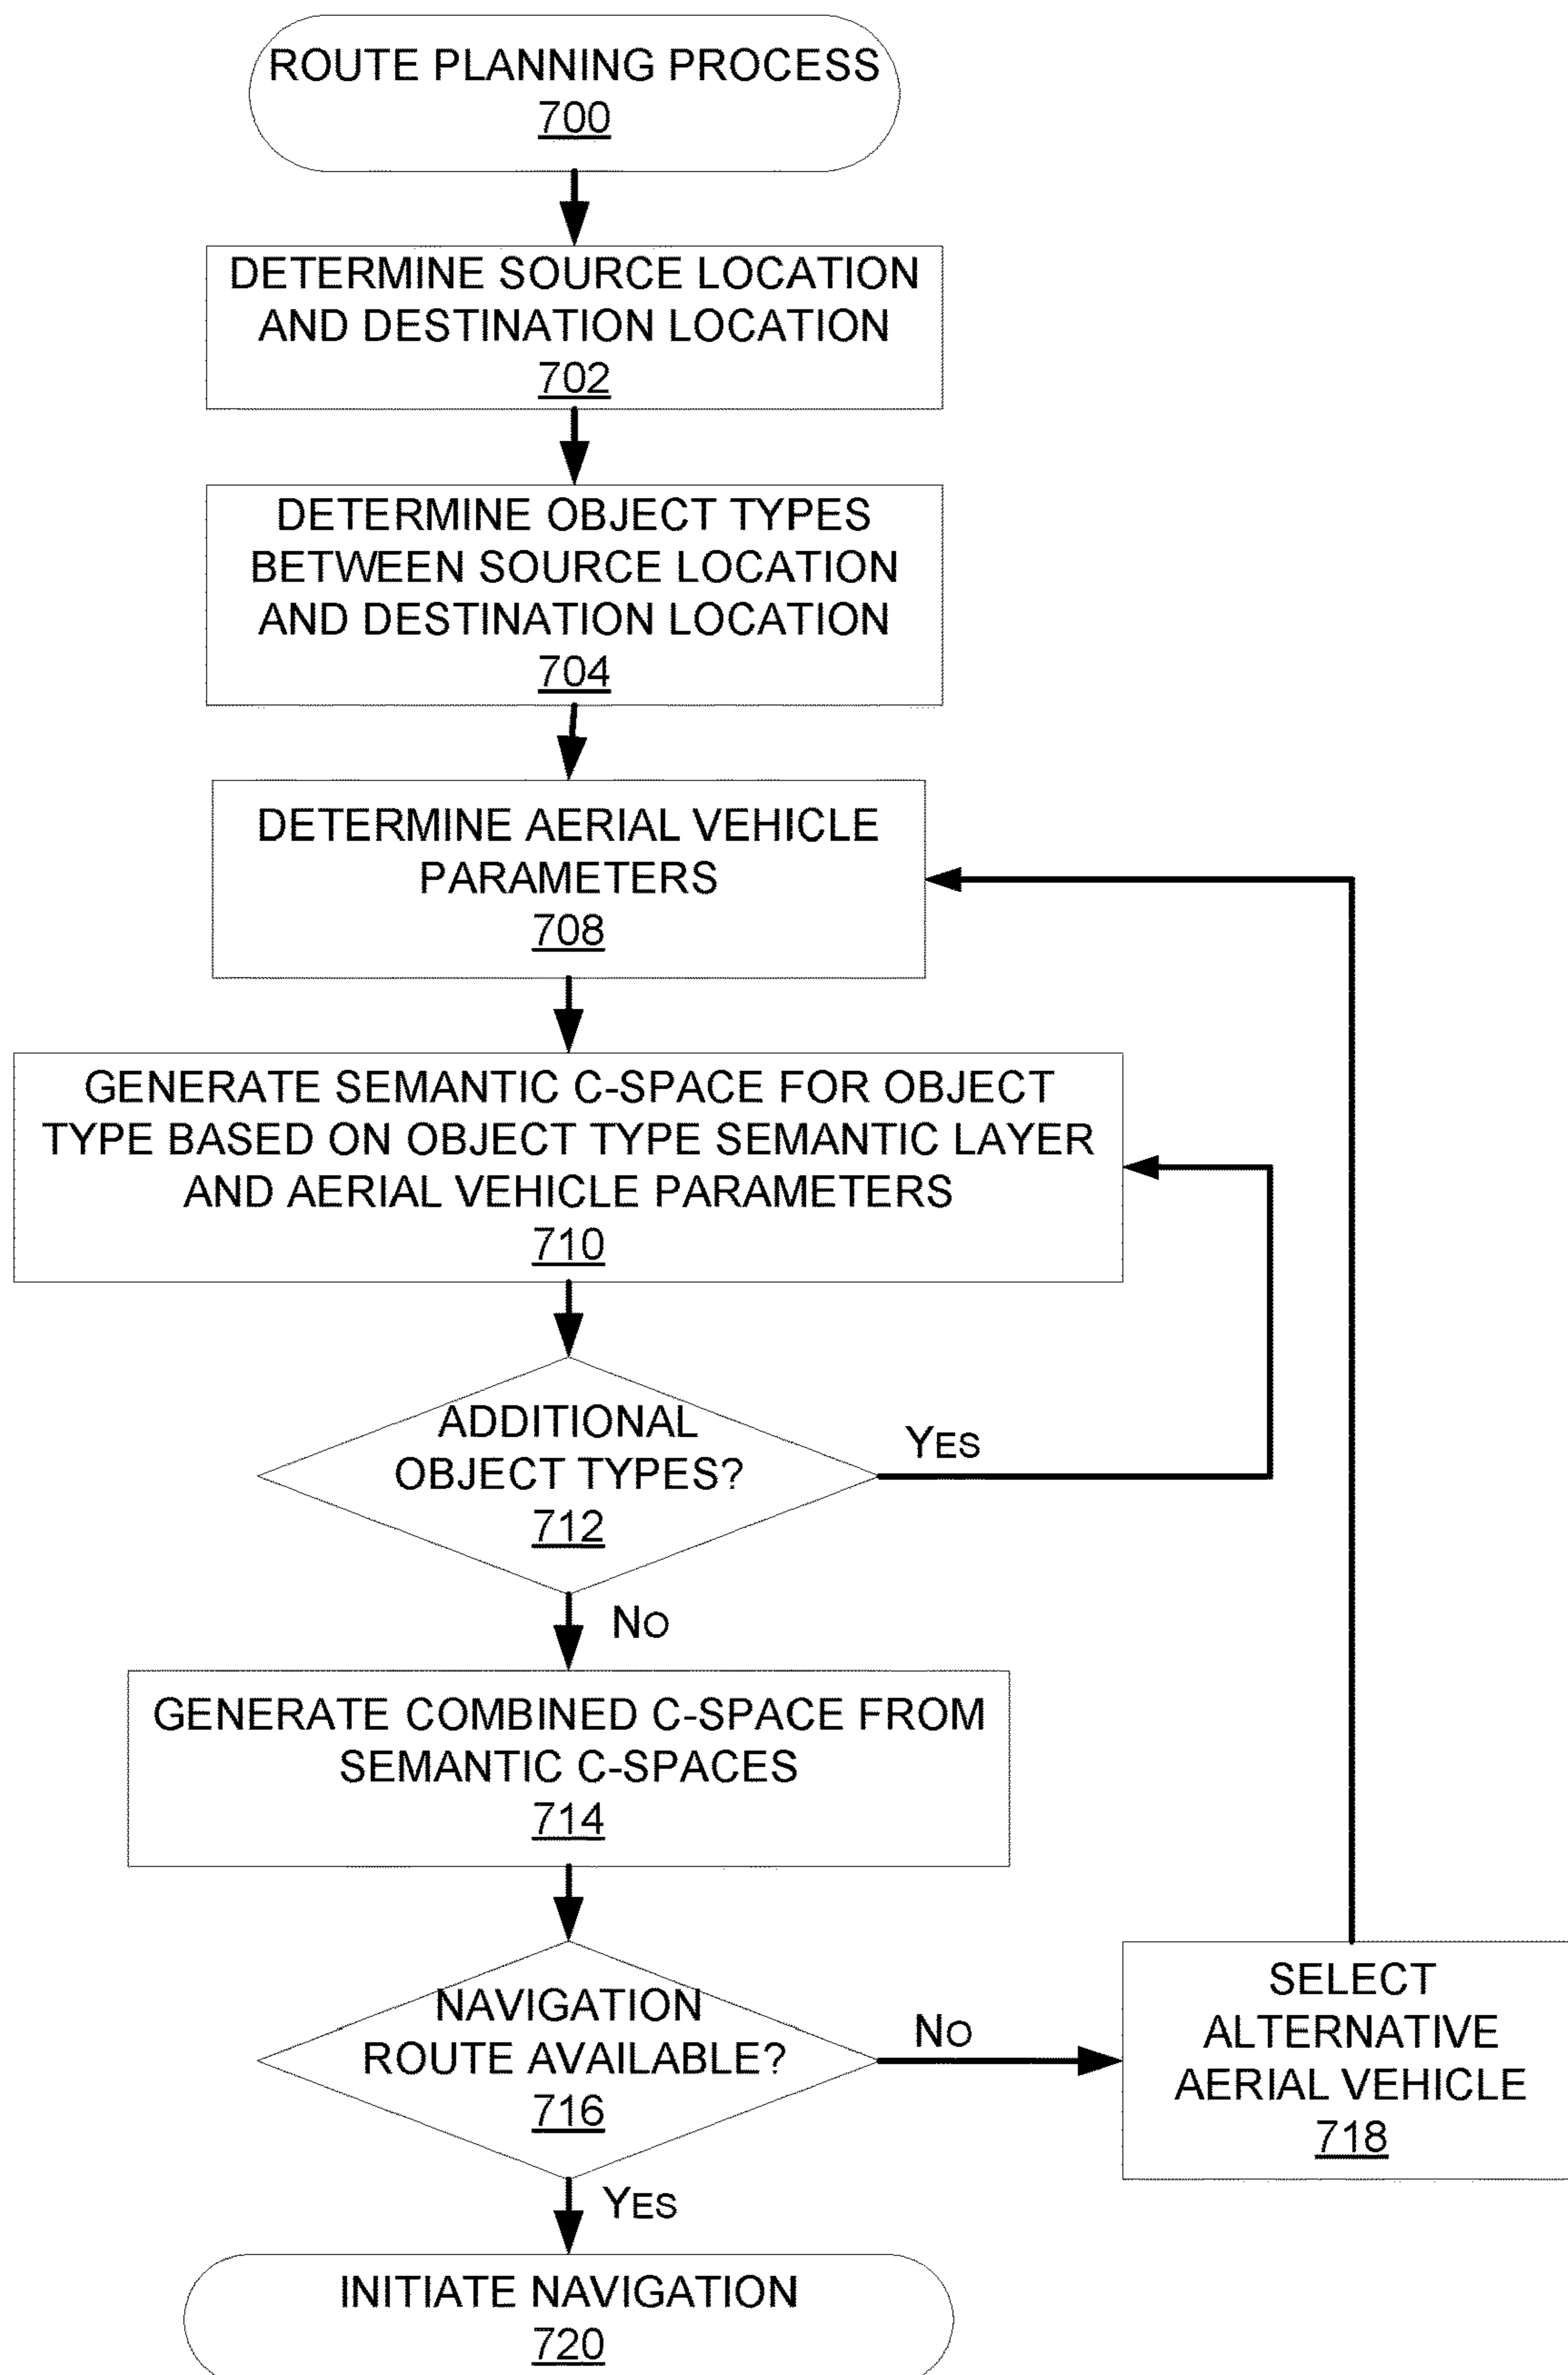 ROUTE PLANNING PROCESS
700
DETERMINE SOURCE LOCATION
AND DESTINATION LOCATION
702
DETERMINE OBJECT TYPES
BETWEEN SOURCE LOCATION
AND DESTINATION LOCATION
704
DETERMINE AERIAL VEHICLE
PARAMETERS
708
GENERATE SEMANTIC C-SPACE FOR OBJECT
TYPE BASED ON OBJECT TYPE SEMANTIC LAYER
AND AERIAL VEHICLE PARAMETERS
710
ADDITIONAL
OBJECT TYPES?
712
YES
NO
GENERATE COMBINED C-SPACE FROM
SEMANTIC C-SPACES
714
NAVIGATION
ROUTE AVAILABLE?
716
NO
SELECT
ALTERNATIVE
AERIAL VEHICLE
718
YES
INITIATE NAVIGATION
720